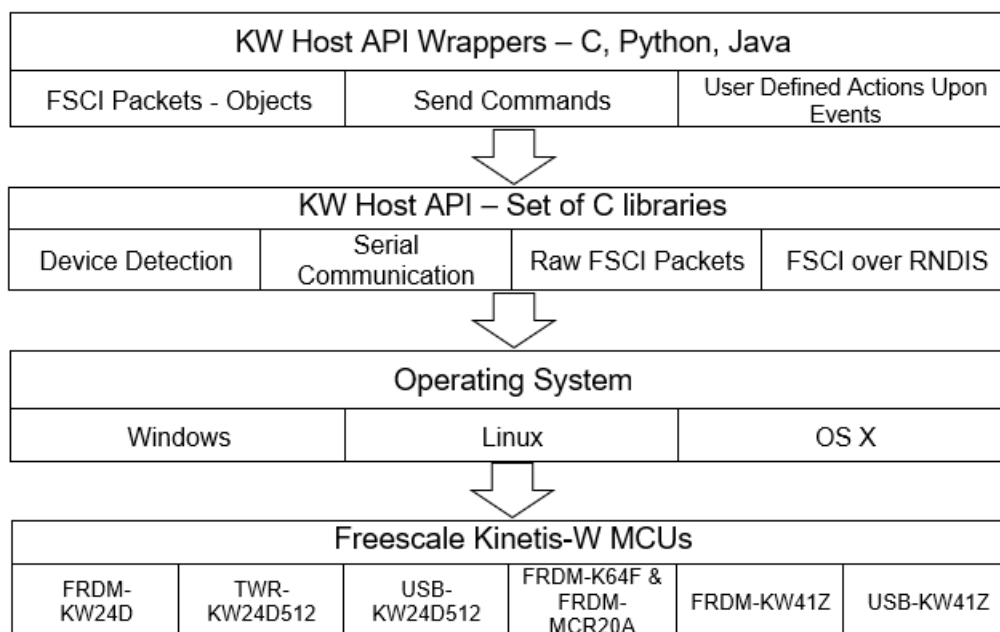 KW Host API Wrappers – C, Python, Java
FSCI Packets - Objects
Send Commands
User Defined Actions Upon
Events
KW Host API – Set of C libraries
Device Detection
Serial
Communication
Raw FSCI Packets
FSCI over RNDIS
Operating System
Windows
Linux
OS X
Freescale Kinetis-W MCUs
FRDM-
KW24D
TWR-
KW24D512
USB-
KW24D512
FRDM-K64F &
FRDM-
MCR20A
FRDM-KW41Z
USB-KW41Z